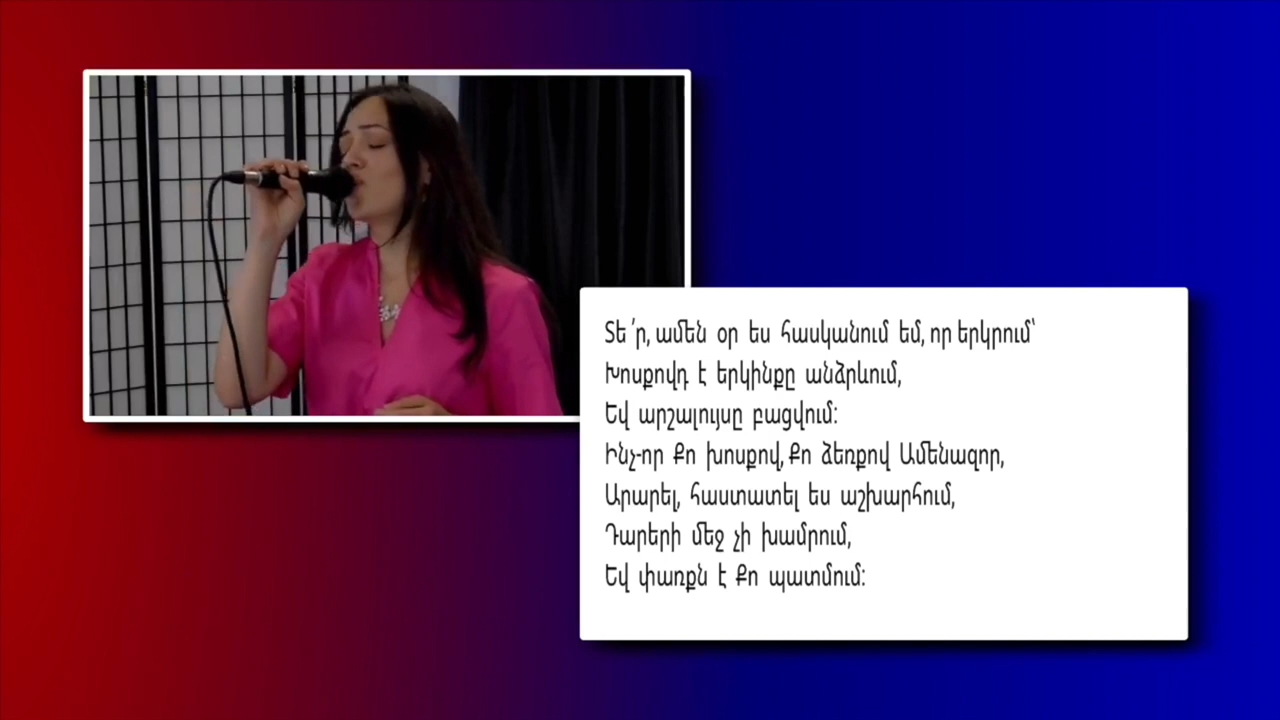 Տե ՛ր, ամեն օր ես հասկանում եմ, որ երկրում՝
Խոսքովդ է երկինքը անձրևում,
Եվ արշալույսը բացվում։
Ինչ-որ Քո խոսքով, Քո ձեռքով Ամենազոր,
Արարել, հաստատել ես աշխարհում,
Դարերի մեջ չի խամրում,
Եվ փառքն է Քո պատմում։